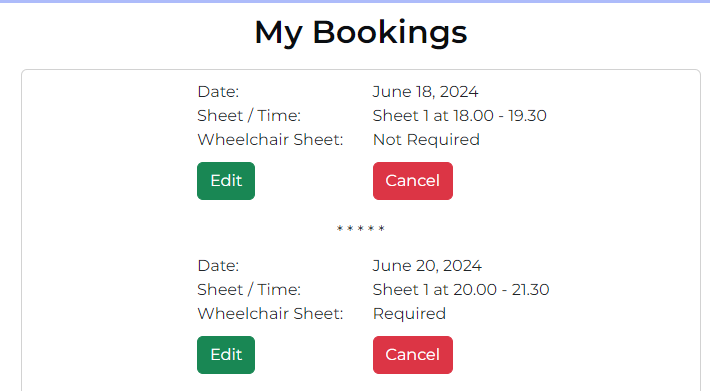 My Bookings
Date: June 18, 2024
Sheet / Time: Sheet 1 at 18.00 - 19.30
Wheelchair Sheet: Not Required
Edit Cancel
* * * * *
Date: June 20, 2024
Sheet / Time: Sheet 1 at 20.00 - 21.30
Wheelchair Sheet: Required
Edit Cancel